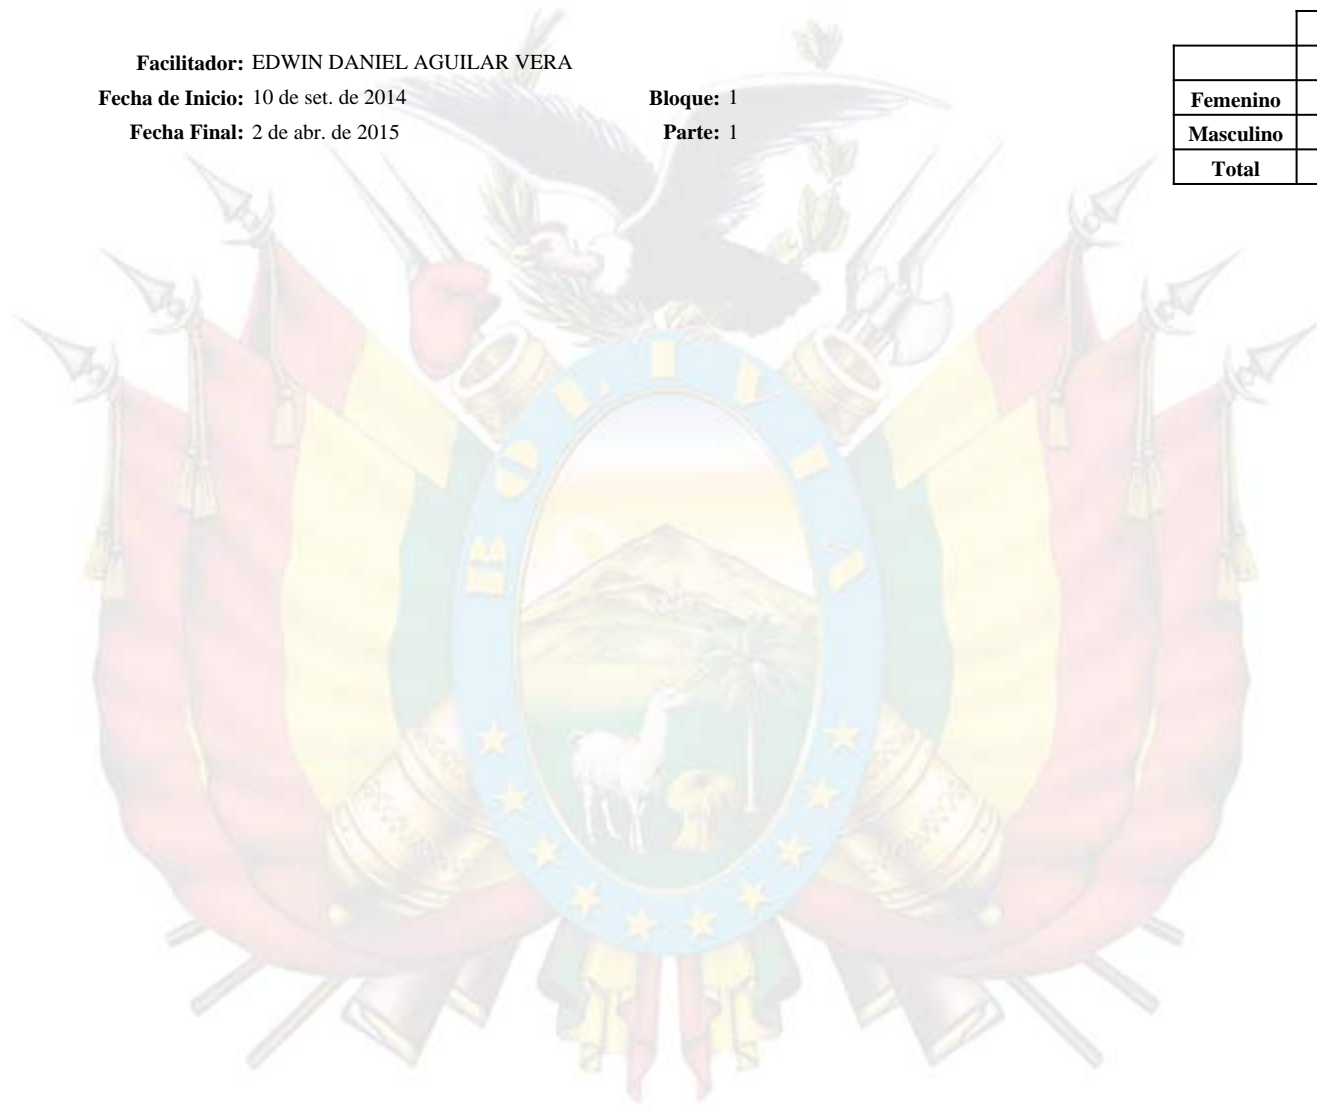 Facilitador: EDWIN DANIEL AGUILAR VERA
Fecha de Inicio: 10 de set. de 2014 Bloque: 1
Fecha Final: 2 de abr. de 2015 Parte: 1
Femenino
Masculino
Total
BOLIVIA